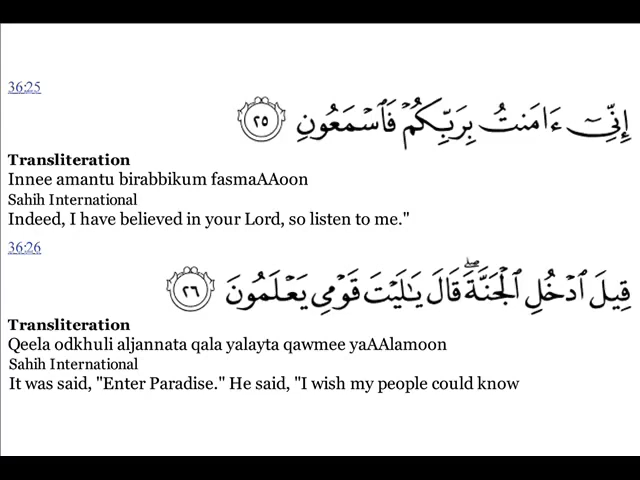 36:25
إِنِّىٓ ءَامَنتُ بِرَبِّكُمْ فَٱسْمَعُونِ ٢٥
Transliteration
Innee amantu birabbikum fasmaAAoon
Sahih International
Indeed, I have believed in your Lord, so listen to me."
36:26
قِيلَ ٱدْخُلِ ٱلْجَنَّةَ ۖ قَالَ يَٰلَيْتَ قَوْمِى يَعْلَمُونَ ٢٦
Transliteration
Qeela odkhuli aljannata qala yalayta qawmee yaAAlamoon
Sahih International
It was said, "Enter Paradise." He said, "I wish my people could know